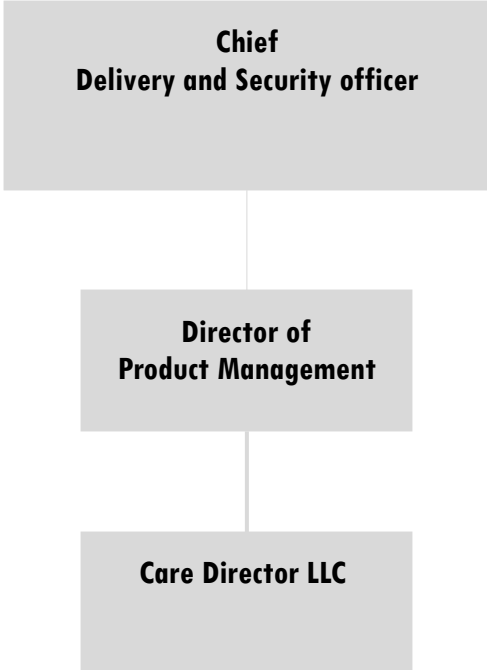 Chief
Delivery and Security officer
Director of
Product Management
Care Director LLC